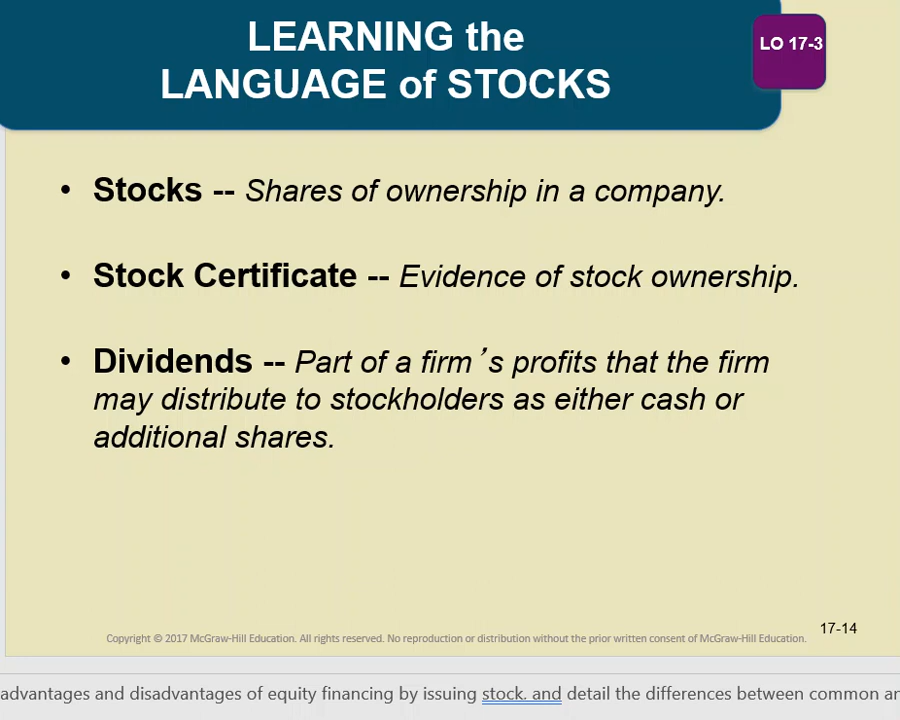 LEARNING the
LANGUAGE of STOCKS
LO 17-3
• Stocks -- Shares of ownership in a company.
• Stock Certificate -- Evidence of stock ownership.
• Dividends -- Part of a firm’s profits that the firm
may distribute to stockholders as either cash or
additional shares.
17-14
Copyright © 2017 McGraw-Hill Education. All rights reserved. No reproduction or distribution without the prior written consent of McGraw-Hill Education.
advantages and disadvantages of equity financing by issuing stock. and detail the differences between common